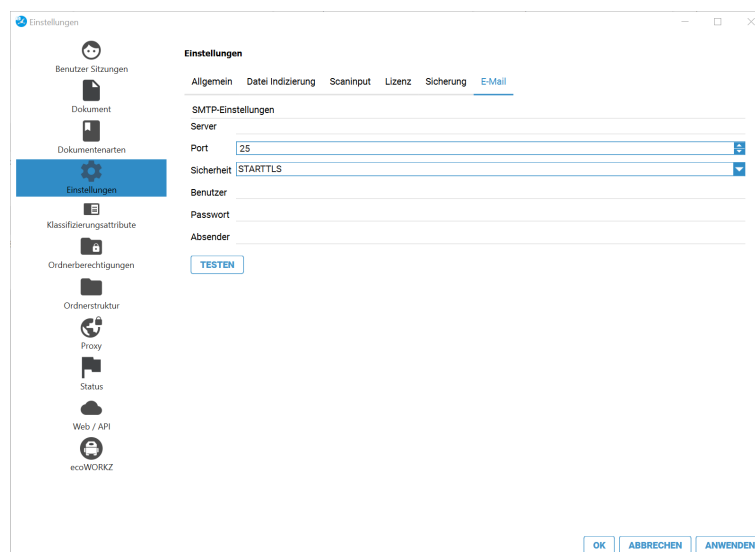 Einstellungen
Benutzer Sitzungen
Dokument
Dokumentenarten
Einstellungen
Klassifizierungsattribute
Ordnerberechtigungen
Ordnerstruktur
Proxy
Status
Web / API
ecoWORKZ
Einstellungen
Allgemein Datei Indizierung Scaninput Lizenz Sicherung E-Mail
SMTP-Einstellungen
Server
Port 25
Sicherheit STARTTLS
Benutzer
Passwort
Absender
TESTEN
OK ABBRECHEN ANWENDEN